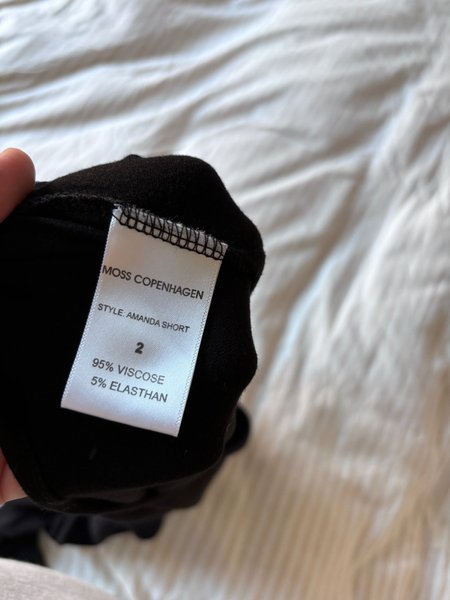 MOSS COPENHAGEN
STYLE. AMANDA SHORT
2
95% VISCOSE
5% ELASTHAN